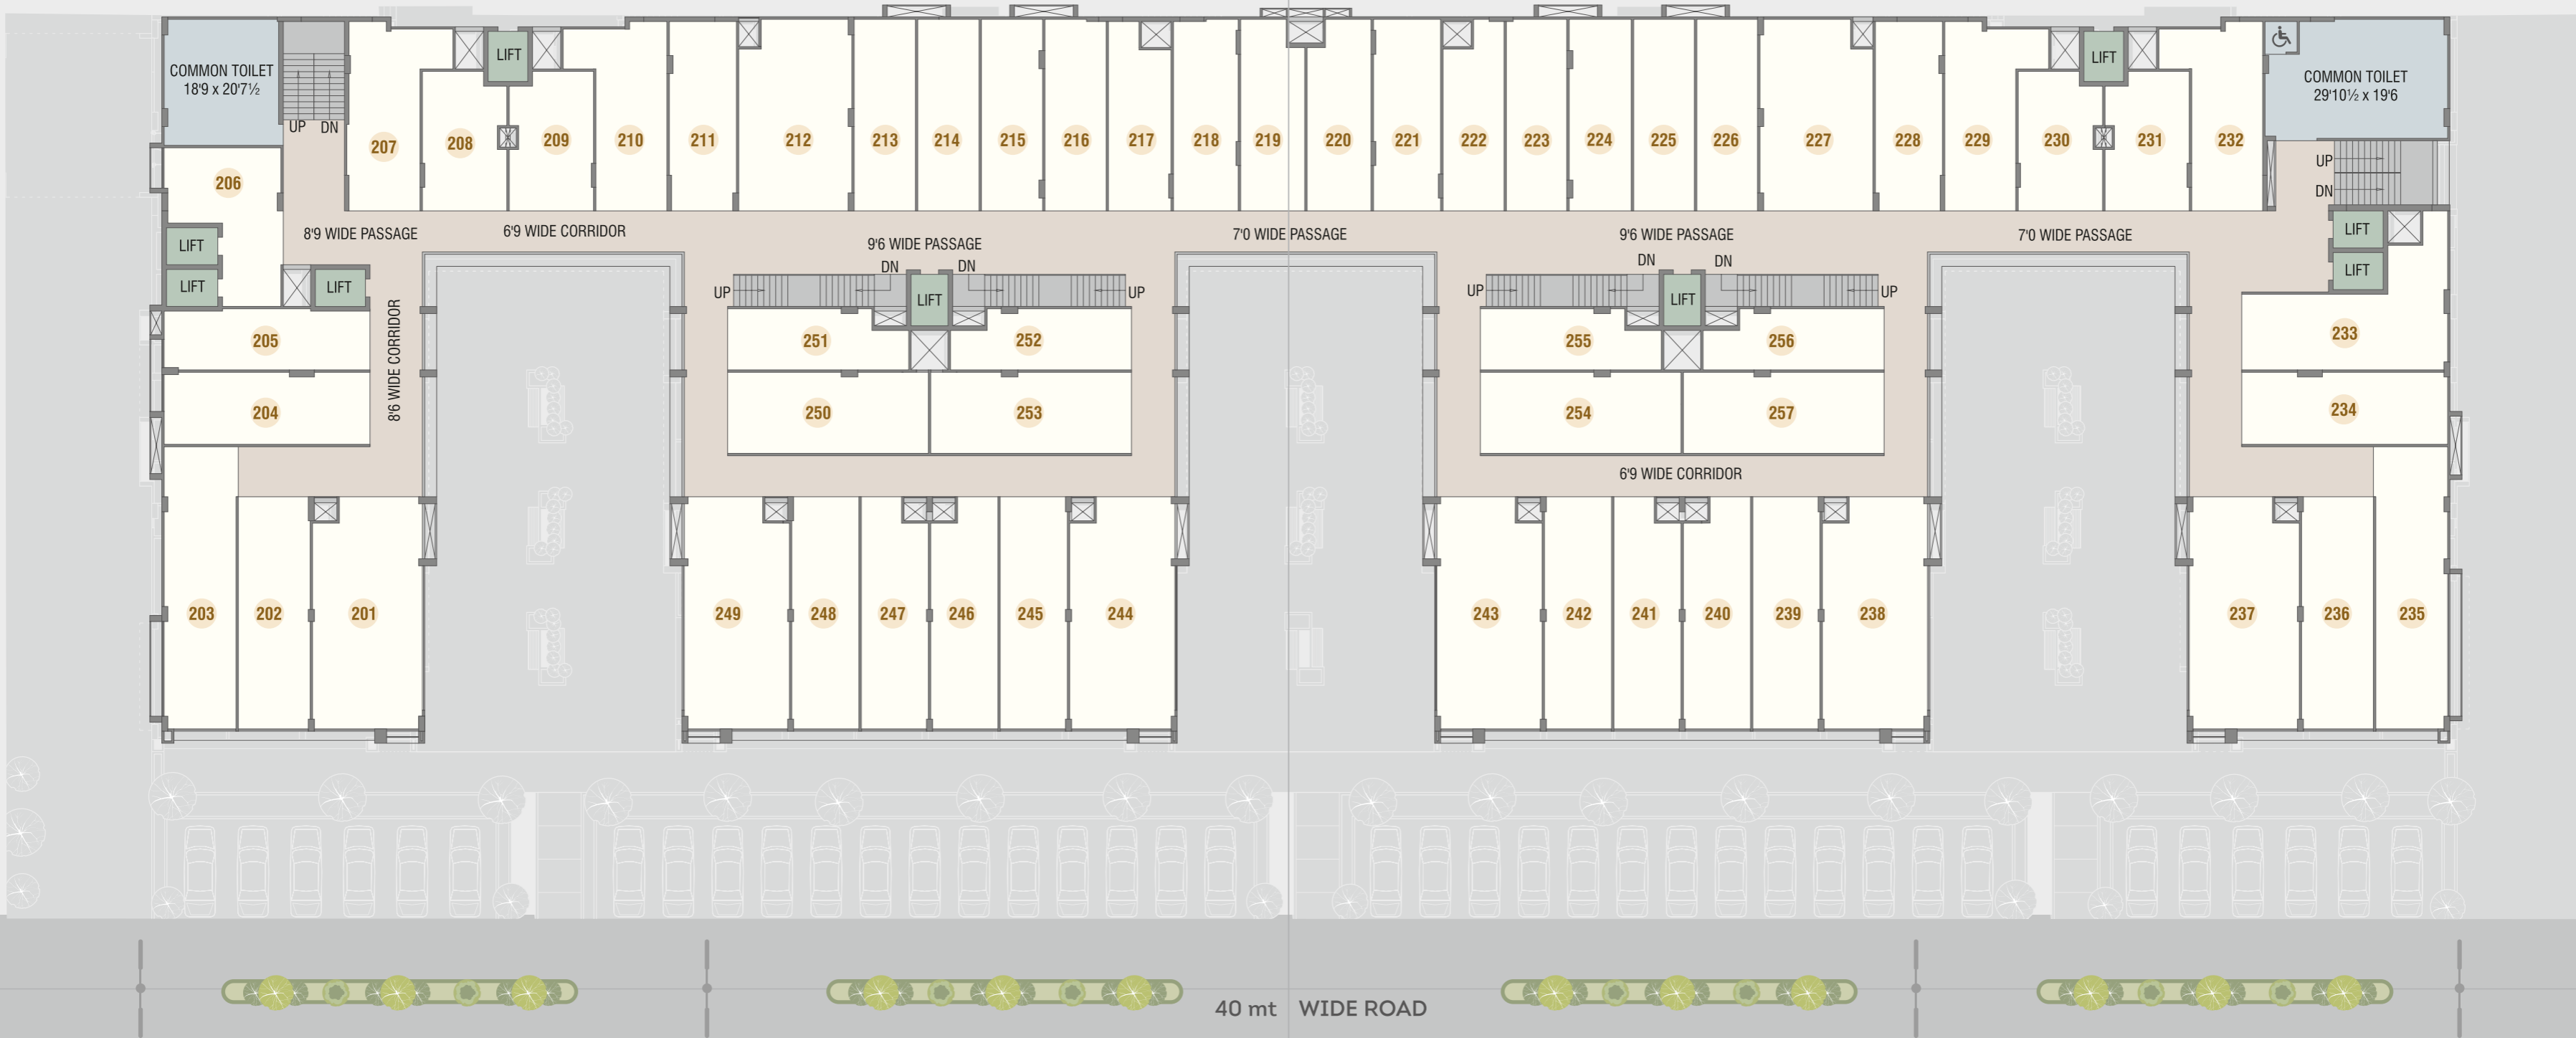 COMMON TOILET
18'9 x 20'7½
UP DN
LIFT
LIFT
COMMON TOILET
29'10½ x 19'6
UP
DN
206
207
208
209
210
211
212
213
214
215
216
217
218
219
220
221
222
223
224
225
226
227
228
229
230
231
232
LIFT
LIFT
LIFT
8'9 WIDE PASSAGE
6'9 WIDE CORRIDOR
9'6 WIDE PASSAGE
7'0 WIDE PASSAGE
9'6 WIDE PASSAGE
7'0 WIDE PASSAGE
LIFT
LIFT
8'6 WIDE CORRIDOR
UP
DN
LIFT
DN
UP
UP
DN
LIFT
DN
UP
205
251
252
255
256
233
204
250
253
254
257
234
6'9 WIDE CORRIDOR
203
202
201
249
248
247
246
245
244
243
242
241
240
239
238
237
236
235
40 mt WIDE ROAD